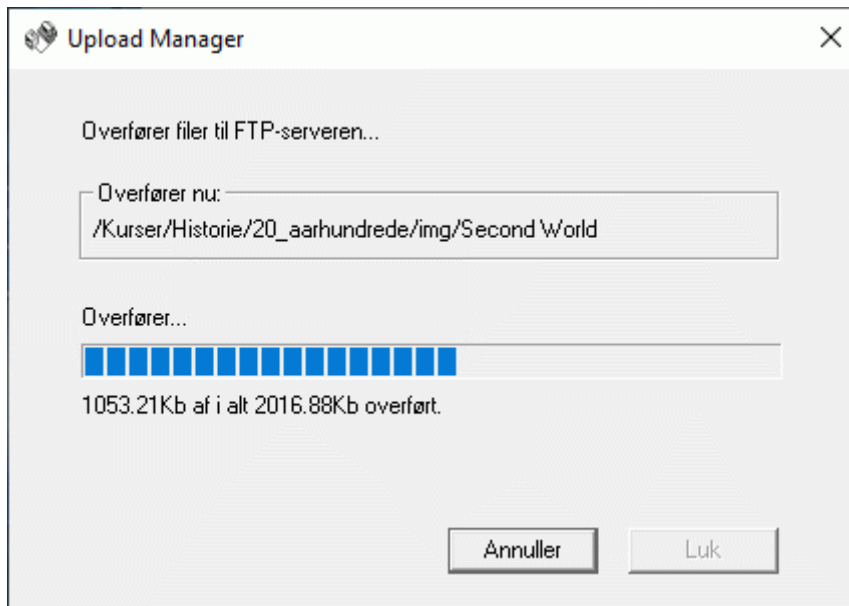 Upload Manager
Overfører filer til FTP-serveren...
Overfører nu:
/Kurser/Historie/20_aarhundrede/img/Second World
Overfører...
1053.21Kb af i alt 2016.88Kb overført.
Annuller
Luk